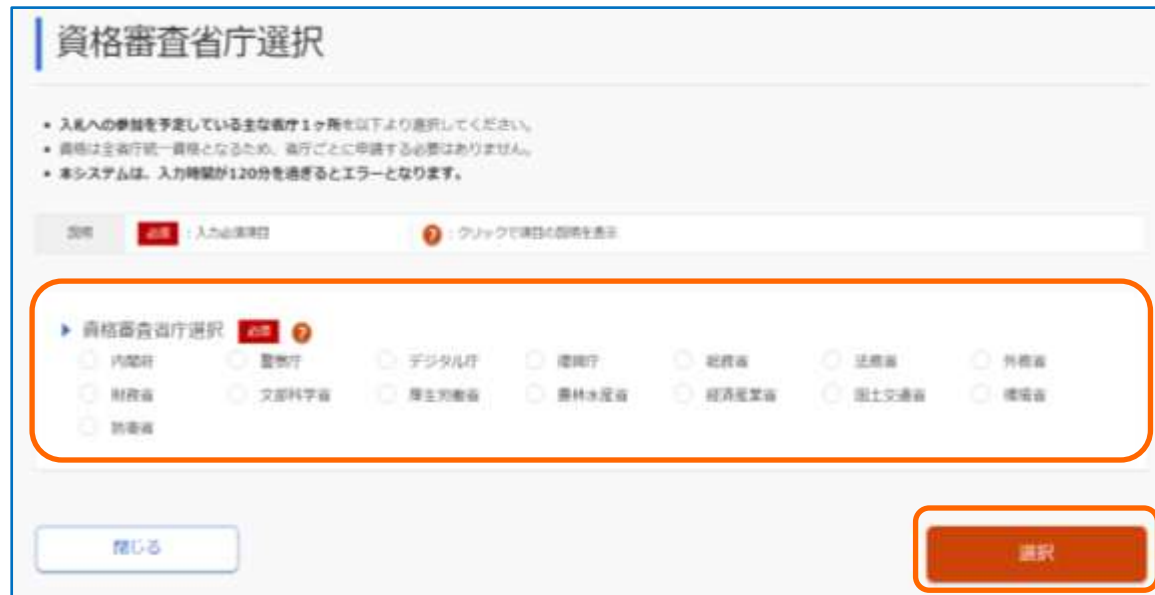 資格審査省庁選択
• 入札への参加を予定している主な省庁1ヶ所を以下より選択してください。
• 資格は全省庁統一資格となるため、省庁ごとに申請する必要はありません。
• 本システムは、入力時間が120分を過ぎるとエラーとなります。
説明 必須 :入力必須項目 ? :クリックで項目の説明を表示
資格審査省庁選択 必須 ?
内閣府 警察庁 デジタル庁 復興庁 総務省 法務省 外務省
財務省 文部科学省 厚生労働省 農林水産省 経済産業省 国土交通省 環境省
防衛省
閉じる 選択